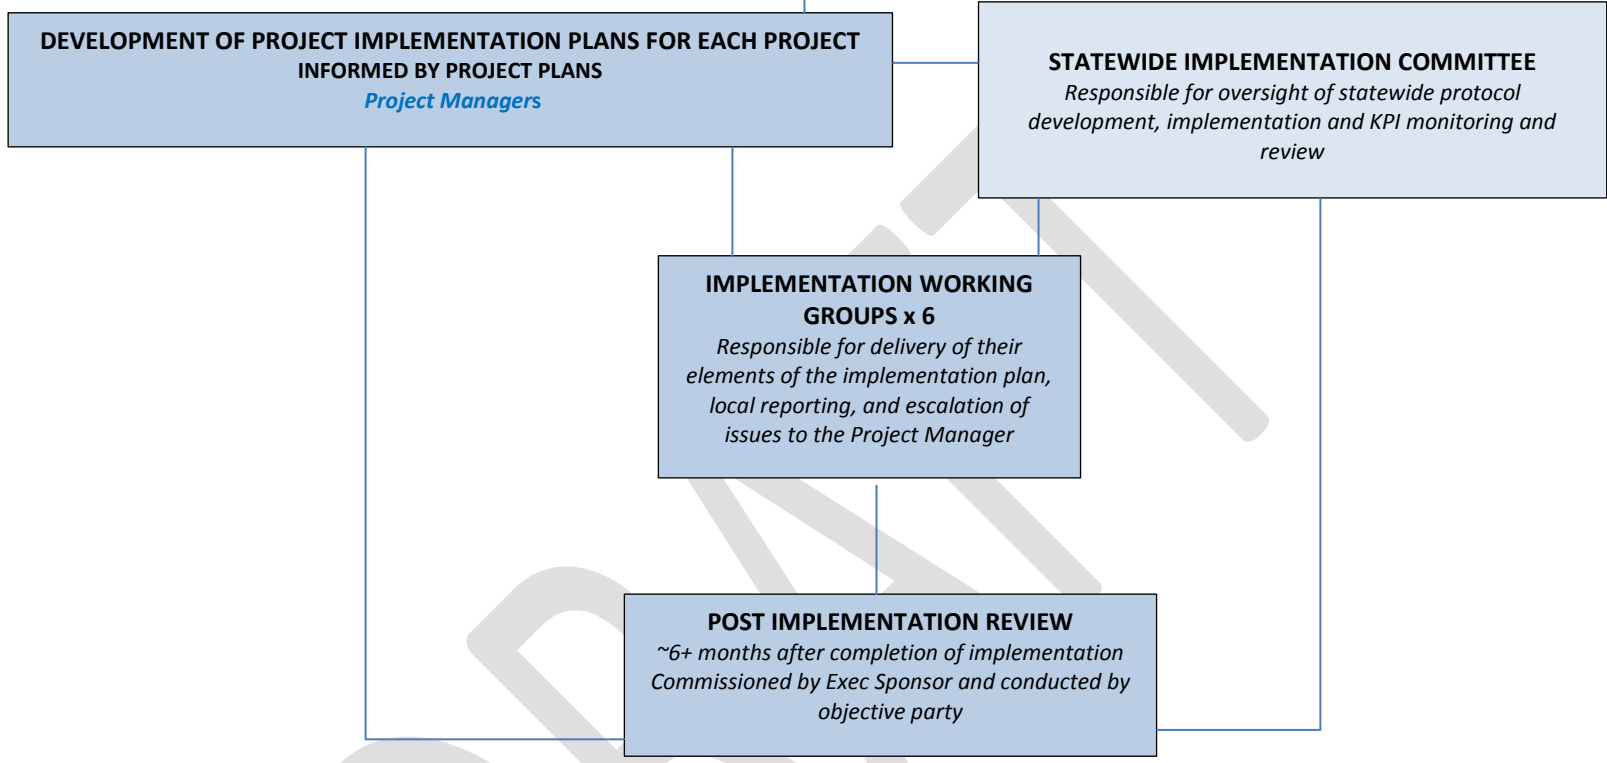 DEVELOPMENT OF PROJECT IMPLEMENTATION PLANS FOR EACH PROJECT
INFORMED BY PROJECT PLANS
Project Managers
STATEWIDE IMPLEMENTATION COMMITTEE
Responsible for oversight of statewide protocol
development, implementation and KPI monitoring and
review
IMPLEMENTATION WORKING
GROUPS x 6
Responsible for delivery of their
elements of the implementation plan,
local reporting, and escalation of
issues to the Project Manager
POST IMPLEMENTATION REVIEW
~6+ months after completion of implementation
Commissioned by Exec Sponsor and conducted by
objective party
DRAFT